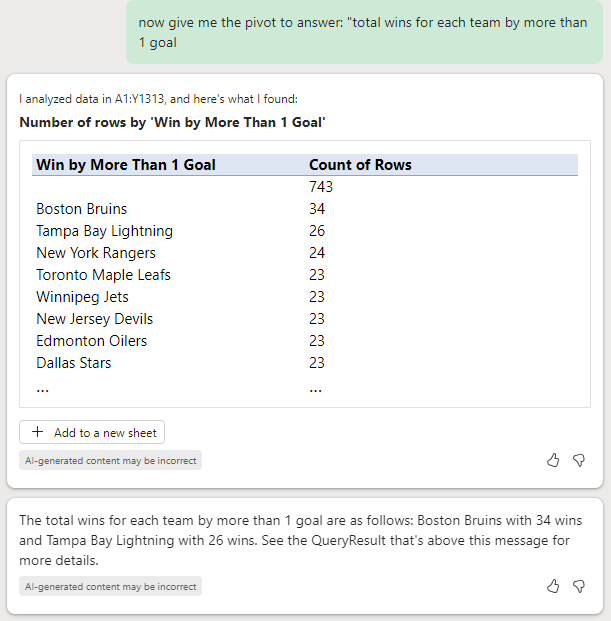 now give me the pivot to answer: "total wins for each team by more than
1 goal
I analyzed data in A1:Y1313, and here's what I found:
Number of rows by 'Win by More Than 1 Goal'
Win by More Than 1 Goal Count of Rows
743
Boston Bruins 34
Tampa Bay Lightning 26
New York Rangers 24
Toronto Maple Leafs 23
Winnipeg Jets 23
New Jersey Devils 23
Edmonton Oilers 23
Dallas Stars 23
... ...
+ Add to a new sheet
AI-generated content may be incorrect
The total wins for each team by more than 1 goal are as follows: Boston Bruins with 34 wins
and Tampa Bay Lightning with 26 wins. See the QueryResult that's above this message for
more details.
AI-generated content may be incorrect